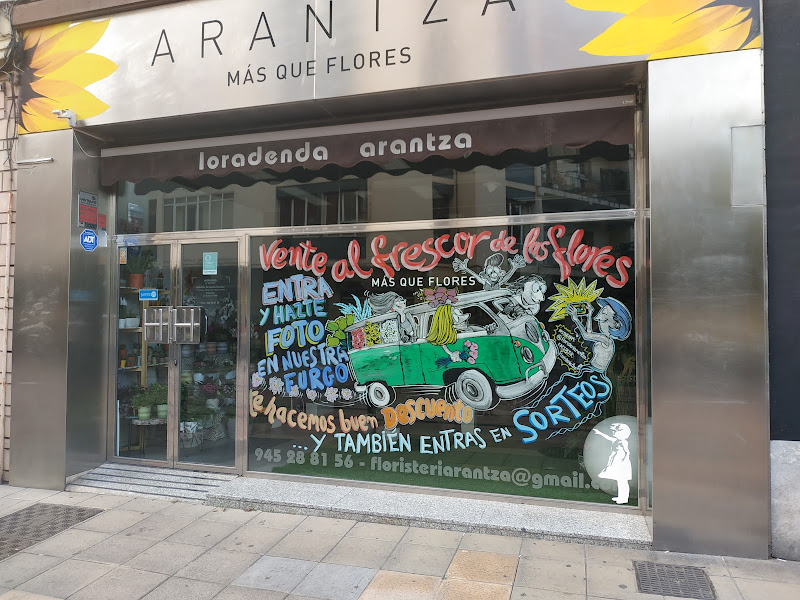 ARANTZA
MÁS QUE FLORES
loradenda arantza
Vente al frescor de las flores
MÁS QUE FLORES
ENTRA
Y HAZTE
FOTO
EN NUESTRA
FURGO
te hacemos buen DESCUENTO
... Y TAMBIEN ENTRAS EN SORTEOS
945 28 81 56 - floristeriarantza@gmail.
ADT